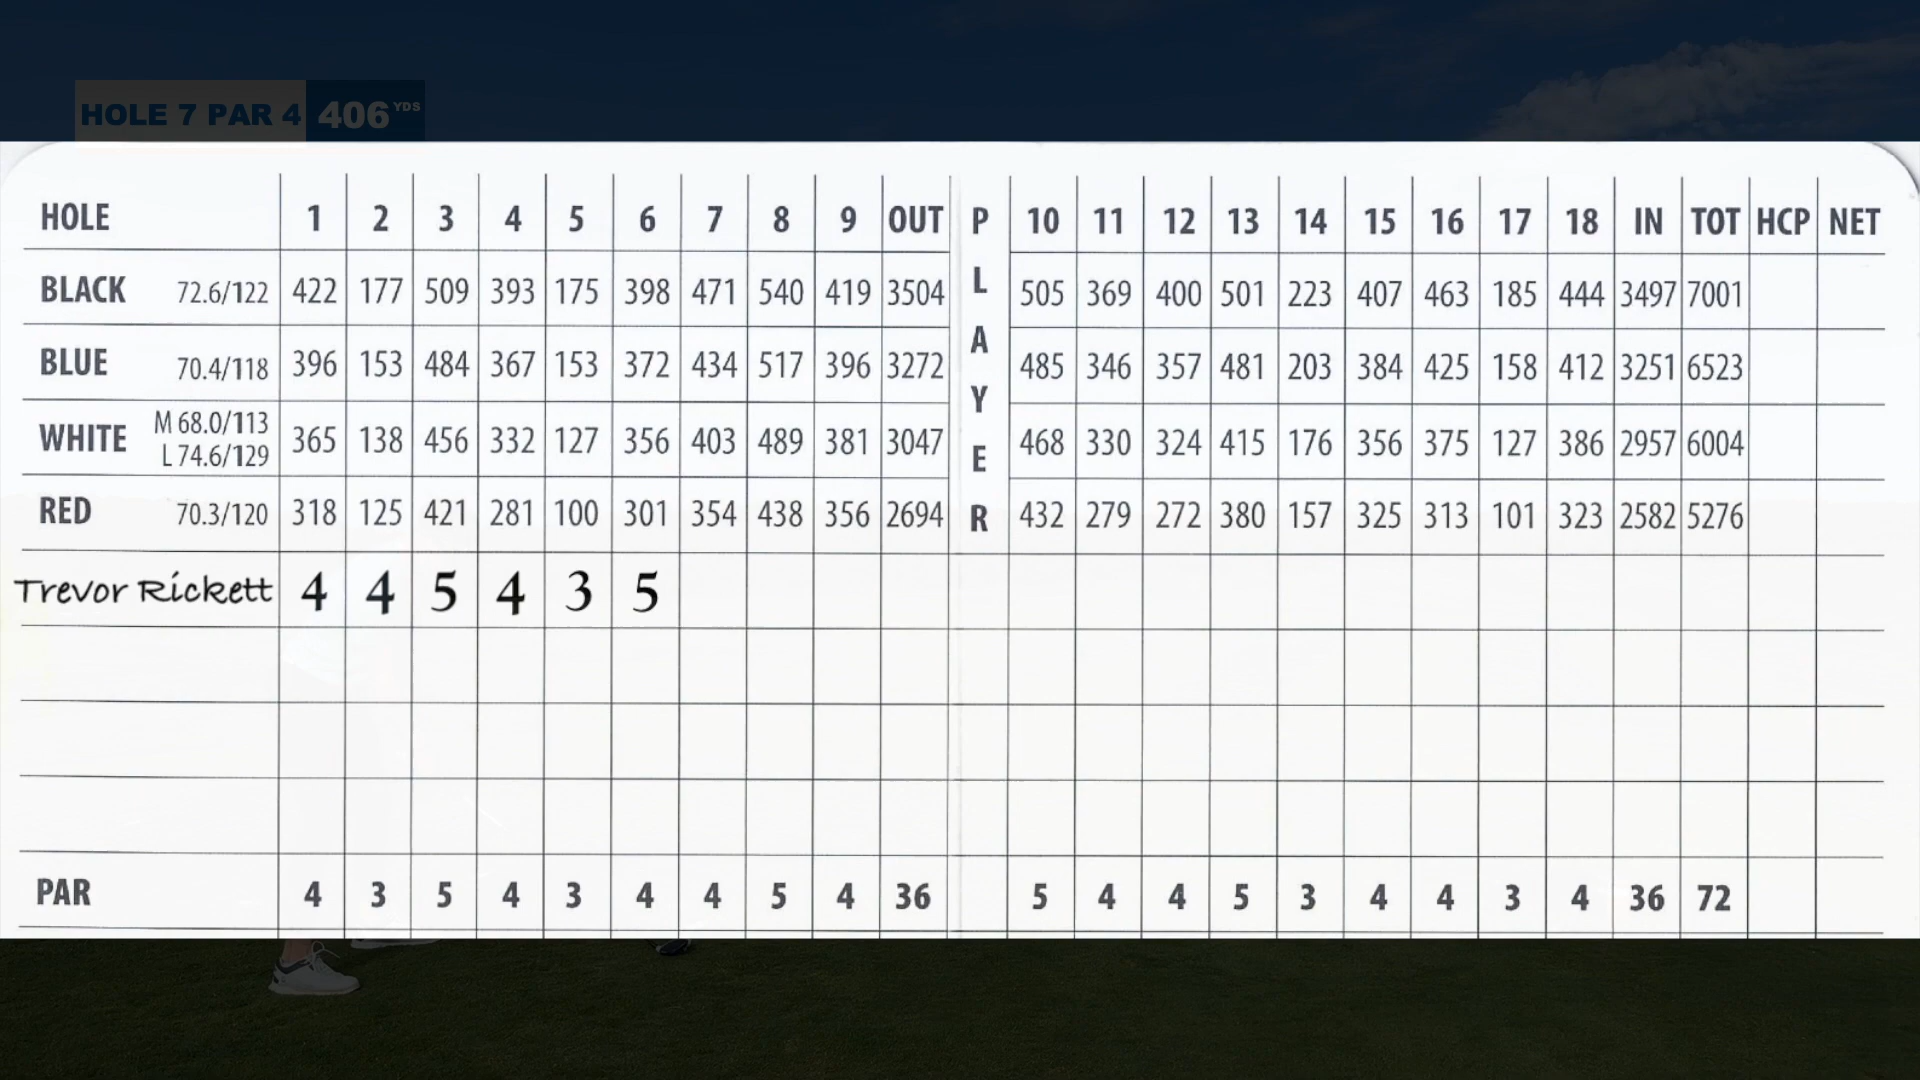 HOLE 7 PAR 4 406 YDS
HOLE 1 2 3 4 5 6 7 8 9 OUT PLAYER 10 11 12 13 14 15 16 17 18 IN TOT HCP NET
BLACK 72.6/122 422 177 509 393 175 398 471 540 419 3504 505 369 400 501 223 407 463 185 444 3497 7001
BLUE 70.4/118 396 153 484 367 153 372 434 517 396 3272 485 346 357 481 203 384 425 158 412 3251 6523
WHITE M 68.0/113 L 74.6/129 365 138 456 332 127 356 403 489 381 3047 468 330 324 415 176 356 375 127 386 2957 6004
RED 70.3/120 318 125 421 281 100 301 354 438 356 2694 432 279 272 380 157 325 313 101 323 2582 5276
Trevor Rickett 4 4 5 4 3 5
PAR 4 3 5 4 3 4 4 5 4 36 5 4 4 5 3 4 4 3 4 36 72